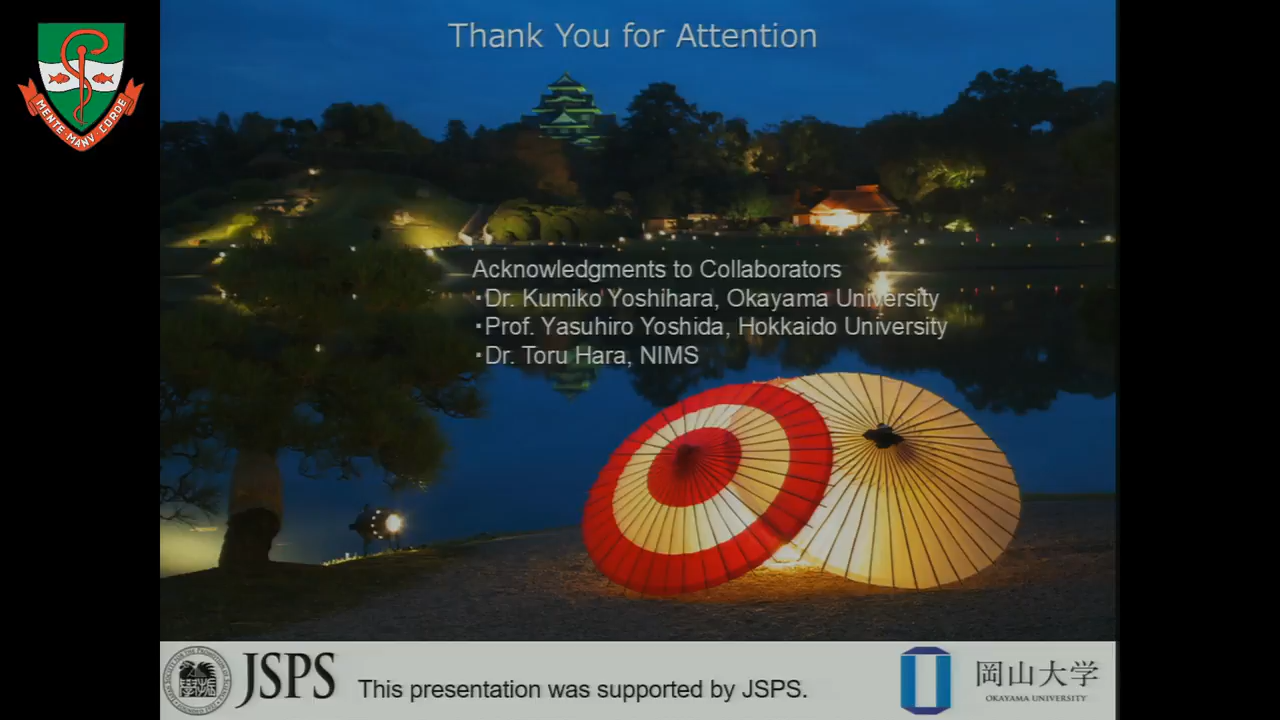 Thank You for Attention
MENTE MANV CORDE
Acknowledgments to Collaborators
・Dr. Kumiko Yoshihara, Okayama University
・Prof. Yasuhiro Yoshida, Hokkaido University
・Dr. Toru Hara, NIMS
JSPS
This presentation was supported by JSPS.
岡山大学
OKAYAMA UNIVERSITY